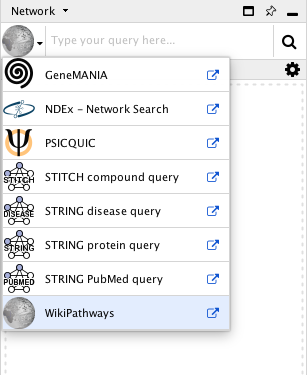 Network
Type your query here...
GeneMANIA
NDEx – Network Search
PSICQUIC
STITCH STITCH compound query
DISEASE STRING disease query
STRING STRING protein query
PUBMED STRING PubMed query
WikiPathways